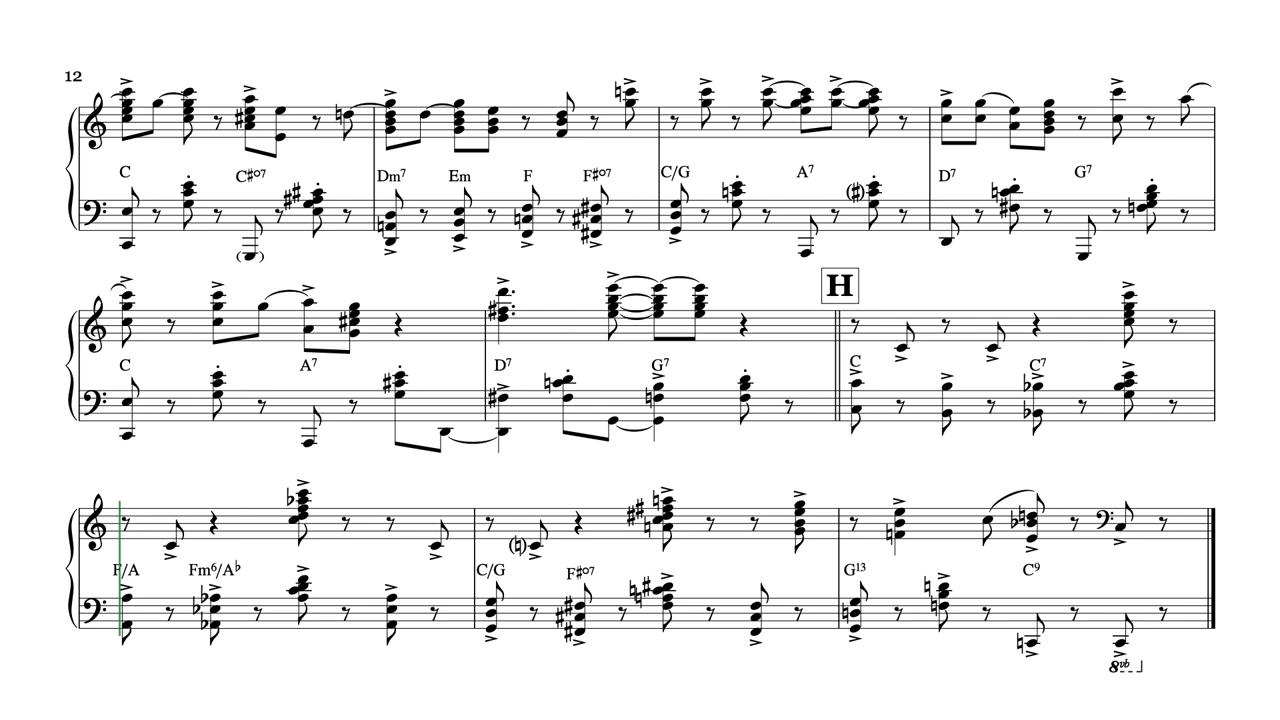 12
C C♯o7 Dm7 Em F F♯o7 C/G A7 D7 G7
H
C A7 D7 G7 C C7
F/A Fm6/A♭ C/G F♯o7 G13 C9
8vb